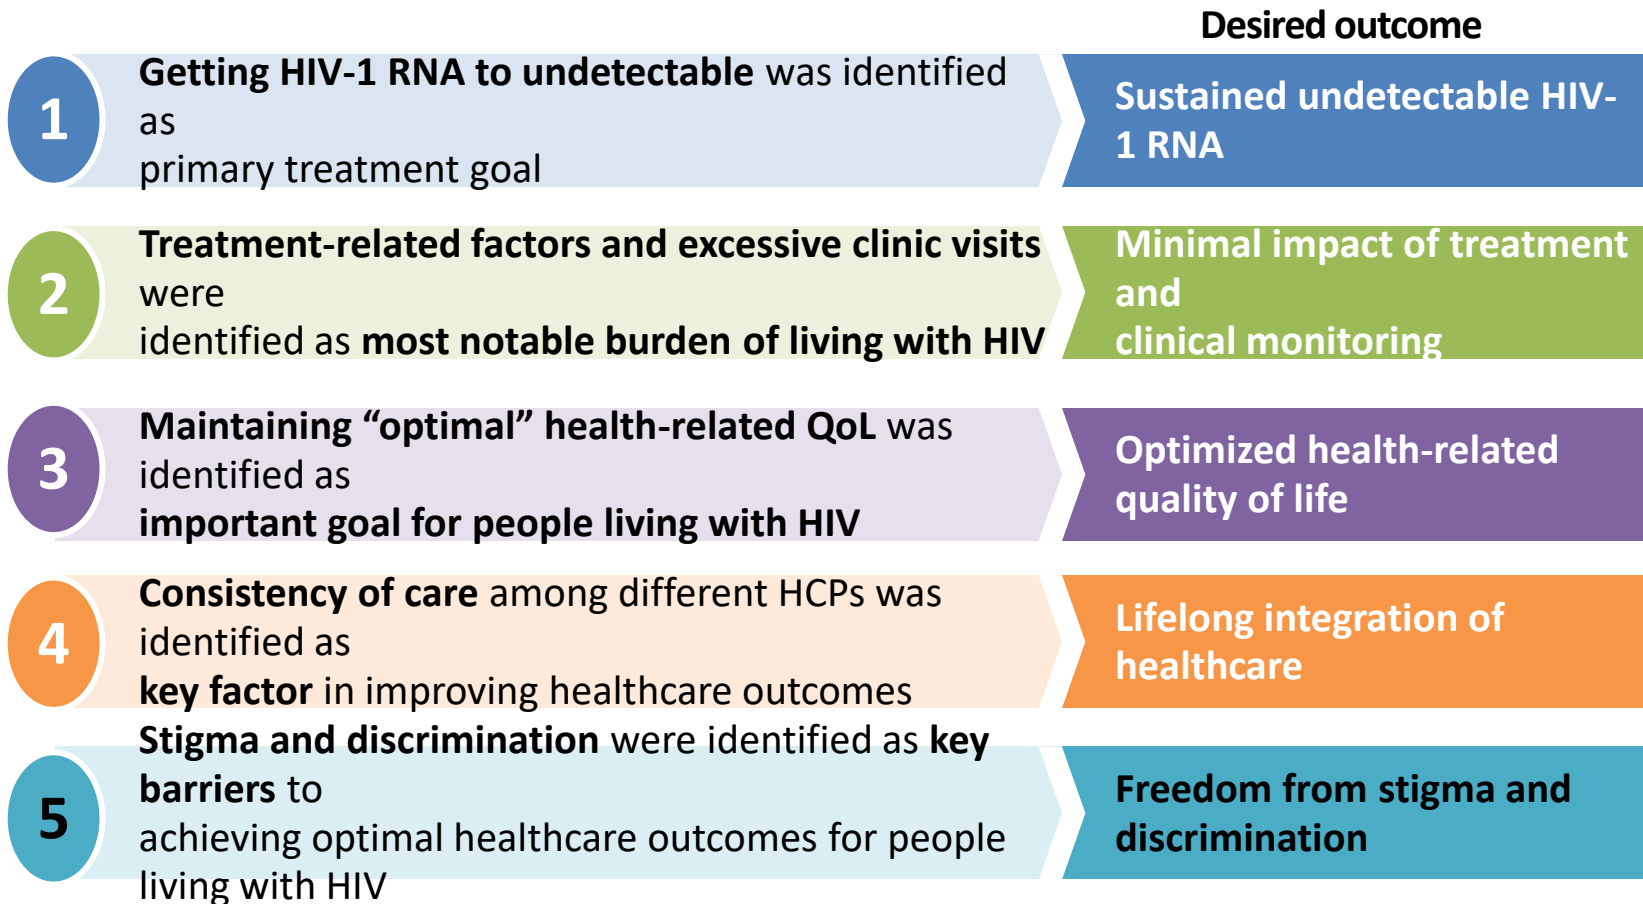 Desired outcome
1
Getting HIV-1 RNA to undetectable was identified
as
primary treatment goal
Sustained undetectable HIV-
1 RNA
2
Treatment-related factors and excessive clinic visits
were
identified as most notable burden of living with HIV
Minimal impact of treatment
and
clinical monitoring
3
Maintaining “optimal” health-related QoL was
identified as
important goal for people living with HIV
Optimized health-related
quality of life
4
Consistency of care among different HCPs was
identified as
key factor in improving healthcare outcomes
Lifelong integration of
healthcare
5
Stigma and discrimination were identified as key
barriers to
achieving optimal healthcare outcomes for people
living with HIV
Freedom from stigma and
discrimination